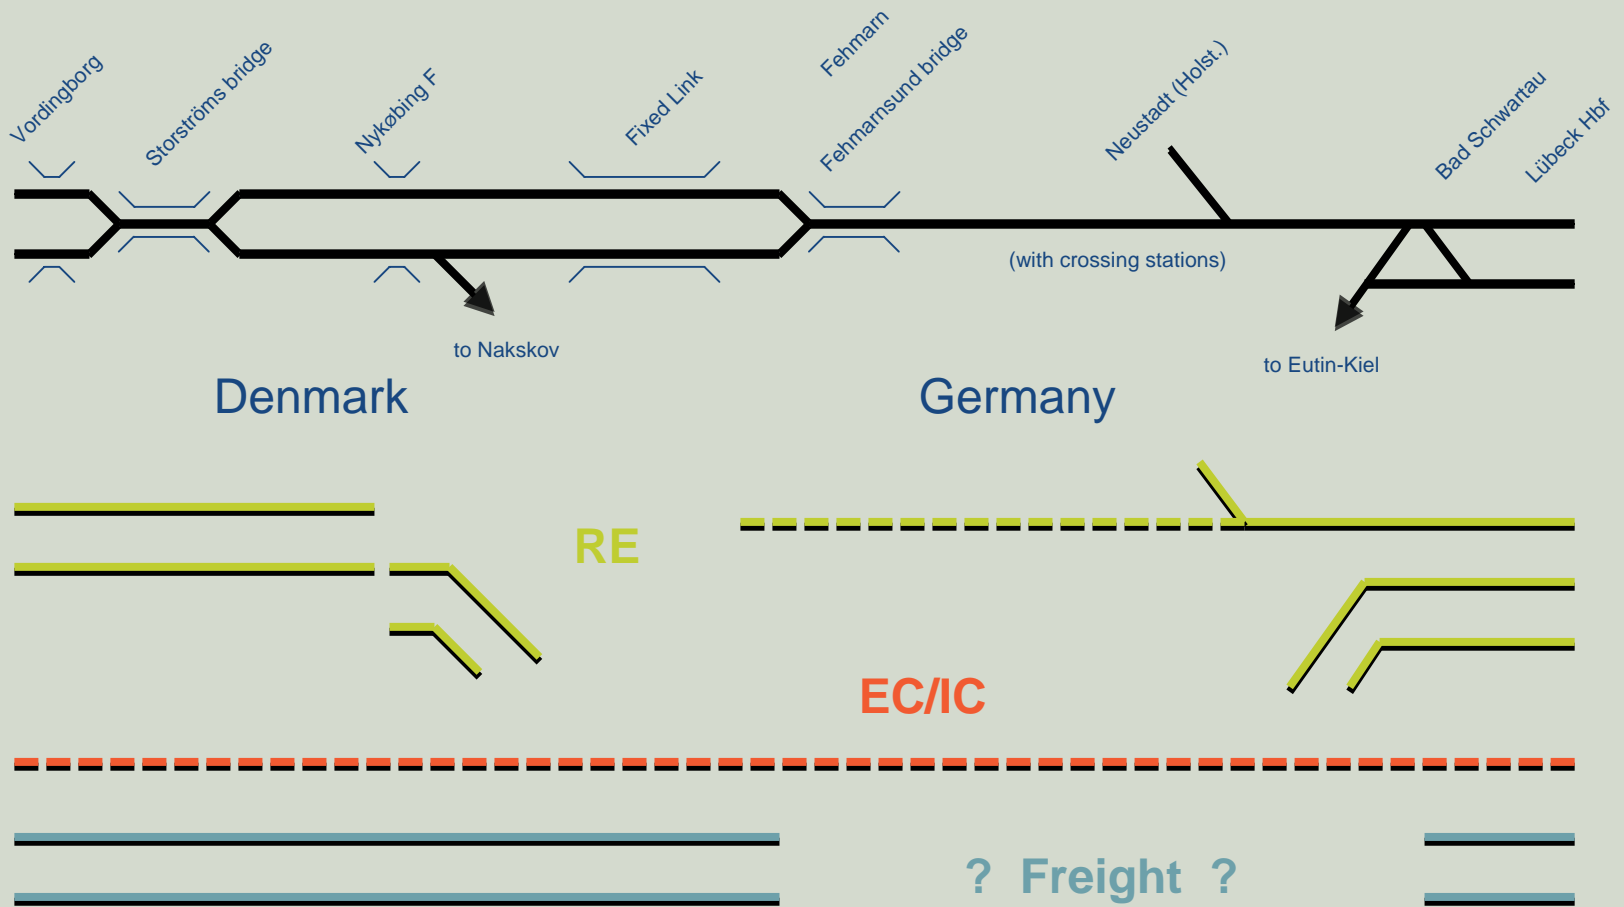 Vordingborg
Storströms bridge
Nykøbing F
Fixed Link
Fehmarn
Fehmarnsund bridge
Neustadt (Holst.)
Bad Schwartau
Lübeck Hbf
(with crossing stations)
to Nakskov
to Eutin-Kiel
Denmark
Germany
RE
EC/IC
? Freight ?